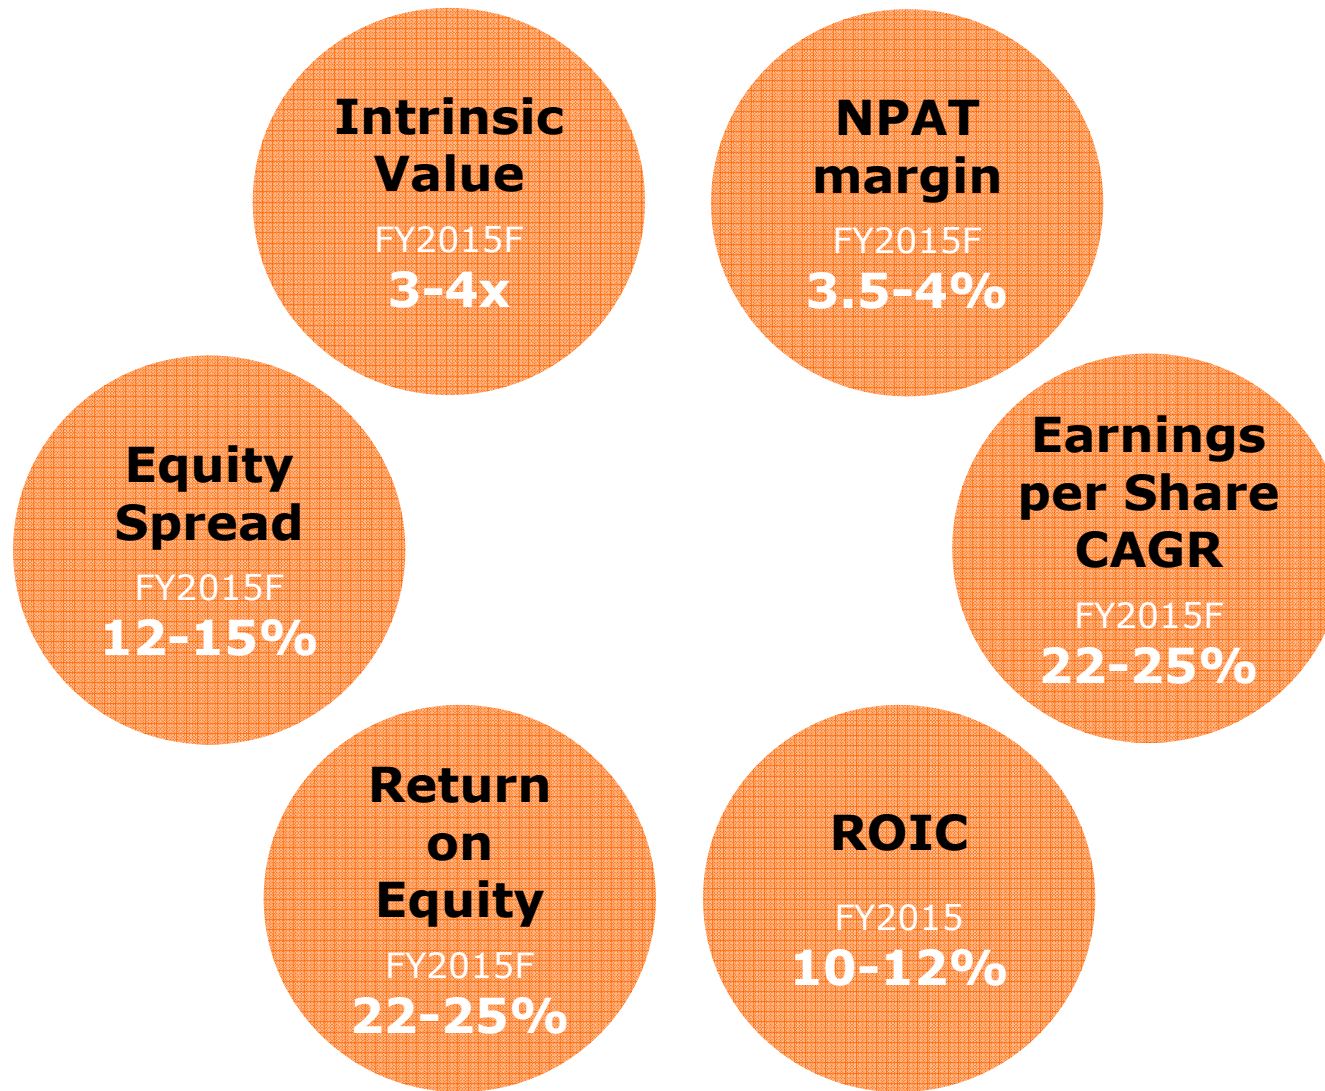 Intrinsic
Value
FY2015F
3-4x
NPAT
margin
FY2015F
3.5-4%
Equity
Spread
FY2015F
12-15%
Earnings
per Share
CAGR
FY2015F
22-25%
Return
on
Equity
FY2015F
22-25%
ROIC
FY2015
10-12%